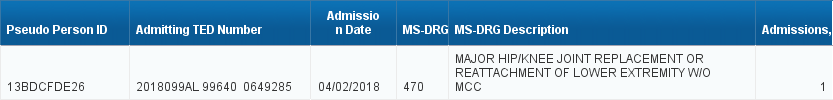 Pseudo Person ID Admitting TED Number Admissio
n Date MS-DRG MS-DRG Description Admissions,
13BDCFDE26 2018099AL 99640 0649285 04/02/2018 470 MAJOR HIP/KNEE JOINT REPLACEMENT OR
REATTACHMENT OF LOWER EXTREMITY W/O
MCC 1